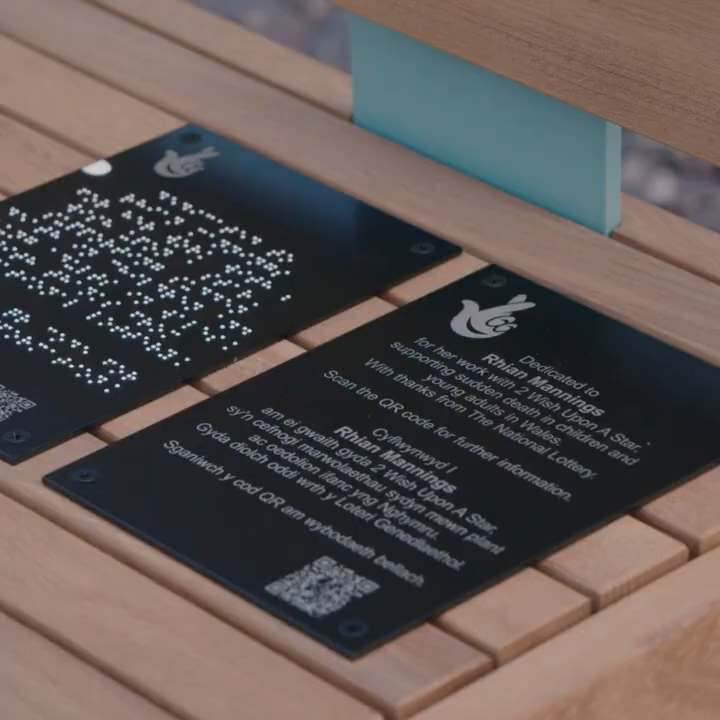 Dedicated to
Rhian Mannings
for her work with 2 Wish Upon A Star,
supporting sudden death in children and
young adults in Wales.
With thanks from The National Lottery.
Scan the QR code for further information.
Cyflwynwyd i
Rhian Mannings
am ei gwaith gyda 2 Wish Upon A Star,
sy'n cefnogi marwolaethau sydyn mewn plant
ac oedolion ifanc yng Nghymru.
Gyda diolch oddi wrth y Loteri Genedlaethol.
Sganiwch y cod QR am wybodaeth bellach.